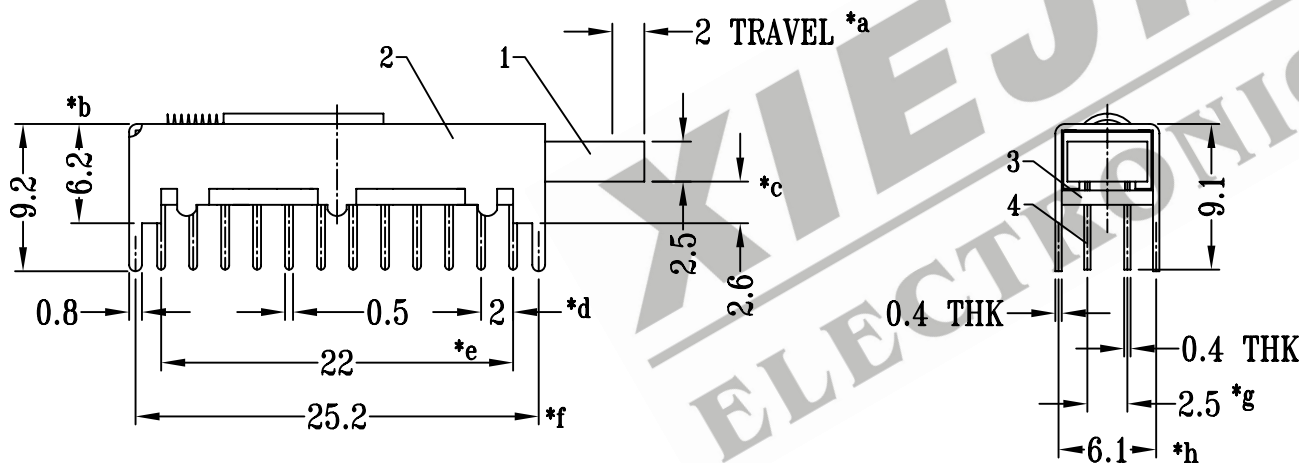 2 TRAVEL *a
2
1
*b
9.2
6.2
*c
2.5
2.6
0.8
0.5
2
*d
22
*e
25.2
*f
3
4
9.1
0.4 THK
0.4 THK
2.5 *g
6.1 *h
XIEJ
ELECTRONIC